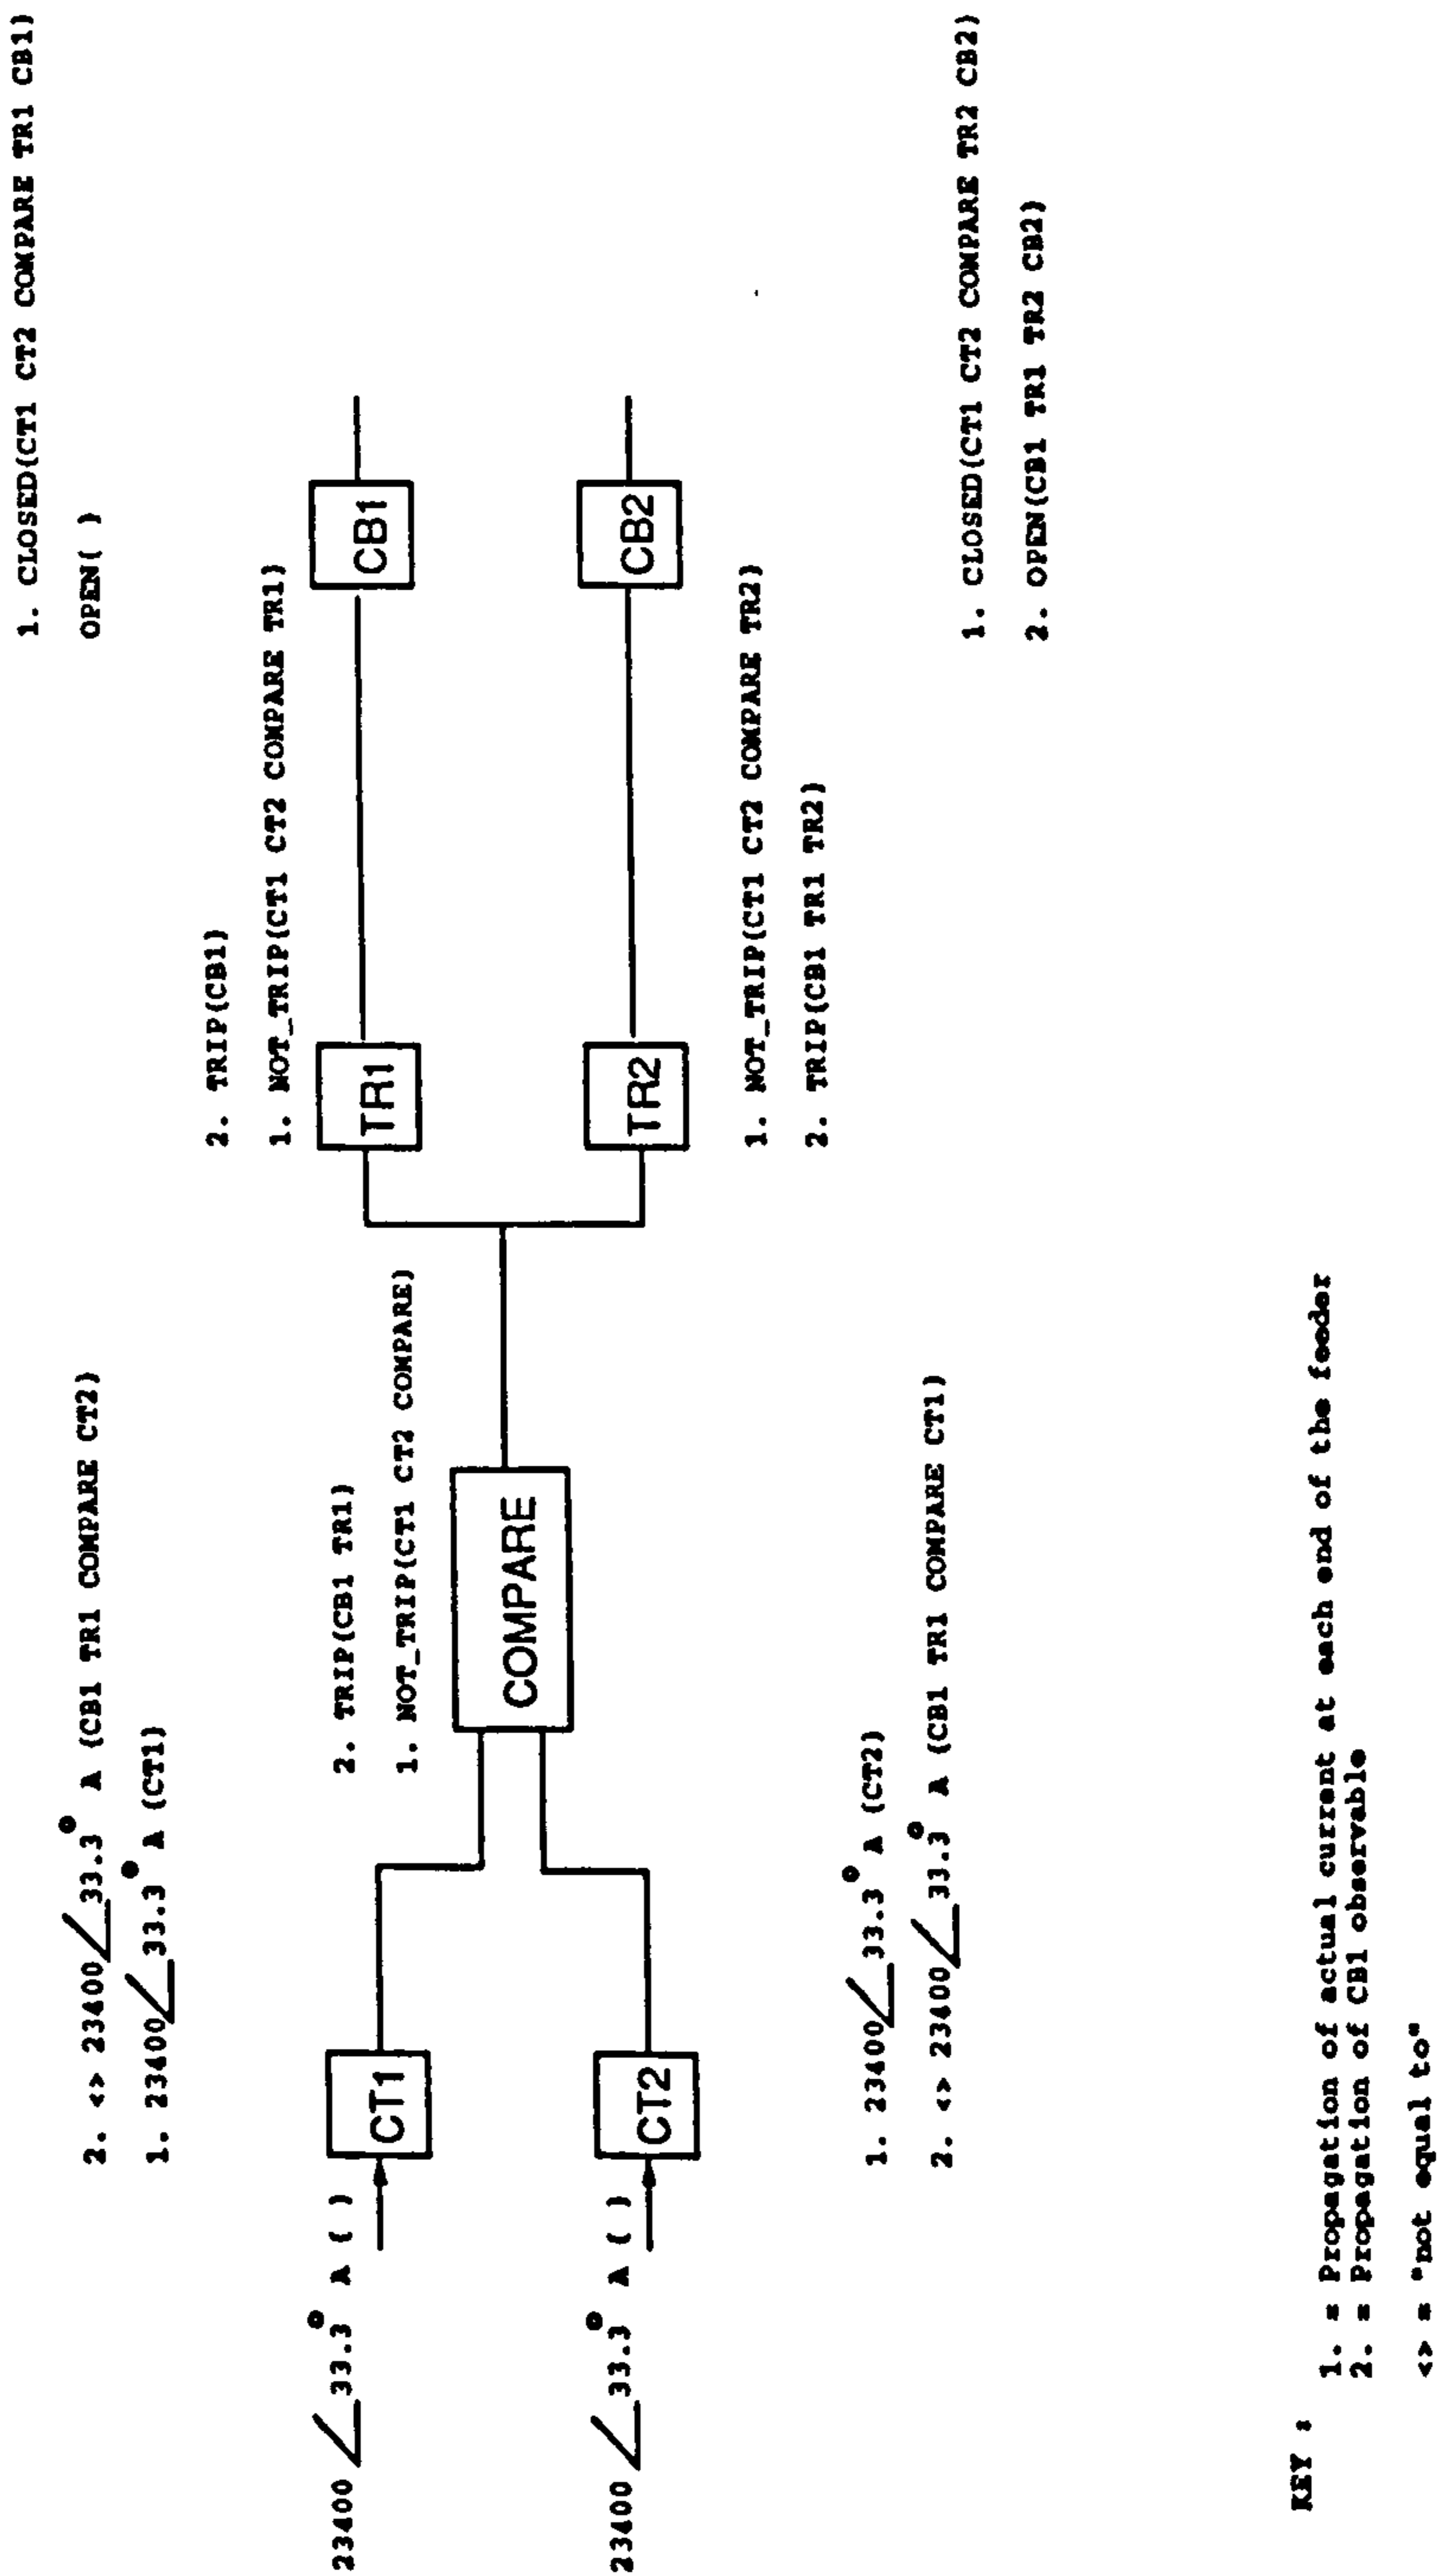 1. CLOSED{CT1 CT2 COMPARE TR1 CB1}
OPEN{ }
2. <> 23400∠33.3° A {CB1 TR1 COMPARE CT2}
1. 23400∠33.3° A {CT1}
2. TRIP{CB1}
1. NOT_TRIP{CT1 CT2 COMPARE TR1}
2. TRIP{CB1 TR1}
1. NOT_TRIP{CT1 CT2 COMPARE}
23400 ∠33.3° A { }
CT1
TR1
CB1
COMPARE
23400 ∠33.3° A { }
CT2
TR2
CB2
1. NOT_TRIP{CT1 CT2 COMPARE TR2}
2. TRIP{CB1 TR1 TR2}
1. 23400∠33.3° A {CT2}
2. <> 23400∠33.3° A {CB1 TR1 COMPARE CT1}
1. CLOSED{CT1 CT2 COMPARE TR2 CB2}
2. OPEN{CB1 TR1 TR2 CB2}
KEY :
1. = Propagation of actual current at each end of the feeder
2. = Propagation of CB1 observable
<> = "not equal to"